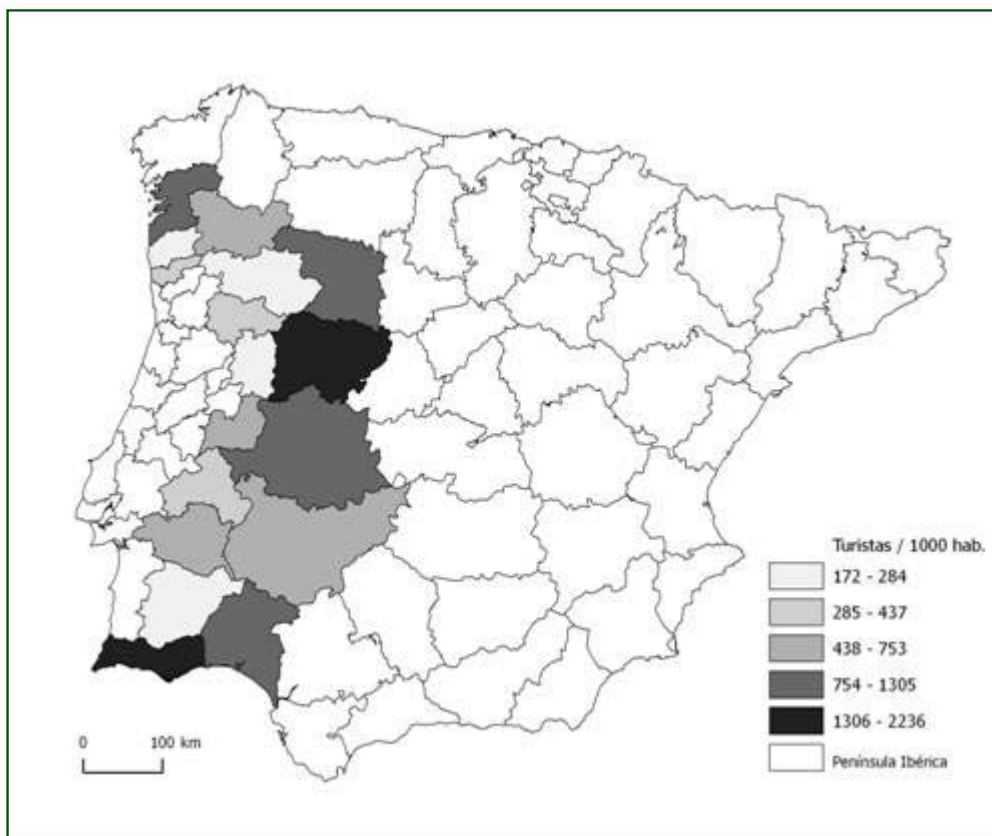 Turistas / 1000 hab.
172 - 284
285 - 437
438 - 753
754 - 1305
1306 - 2236
Península Ibérica
0 100 km